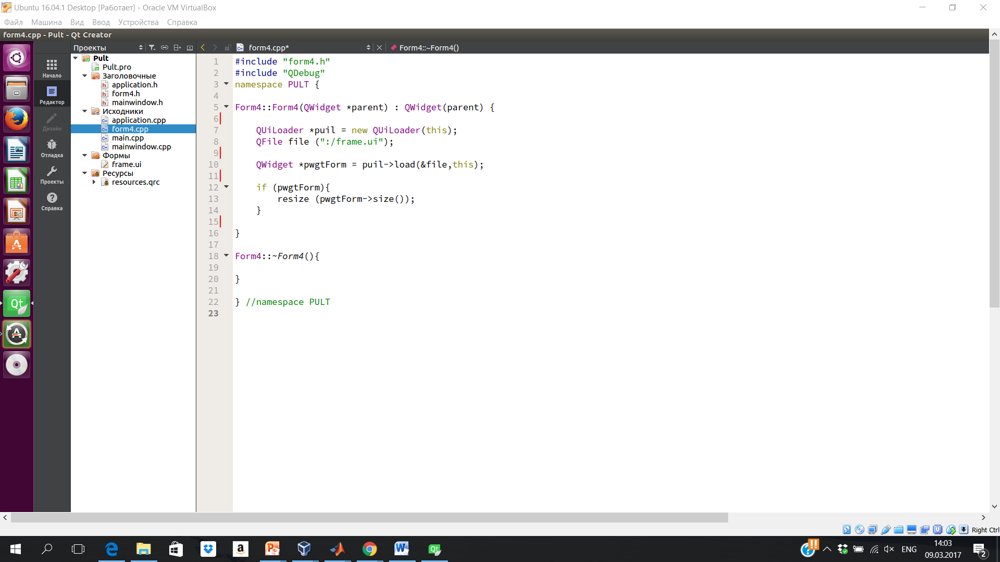 Ubuntu 16.04.1 Desktop [Работает] - Oracle VM VirtualBox
Файл Машина Вид Ввод Устройства Справка
form4.cpp - Pult - Qt Creator
Проекты
form4.cpp*
Form4::~Form4()
Начало
Редактор
Дизайн
Отладка
Проекты
Справка
Pult
Pult.pro
Заголовочные
application.h
form4.h
mainwindow.h
Исходники
application.cpp
form4.cpp
main.cpp
mainwindow.cpp
Формы
frame.ui
Ресурсы
resources.qrc
1 #include "form4.h"
2 #include "QDebug"
3 namespace PULT {
4
5 Form4::Form4(QWidget *parent) : QWidget(parent) {
6
7 QUiLoader *puil = new QUiLoader(this);
8 QFile file (":/frame.ui");
9
10 QWidget *pwgtForm = puil->load(&file,this);
11
12 if (pwgtForm){
13 resize (pwgtForm->size());
14 }
15
16 }
17
18 Form4::~Form4(){
19
20 }
21
22 } //namespace PULT
23
Qt
Right Ctrl
ENG
14:03
09.03.2017
2